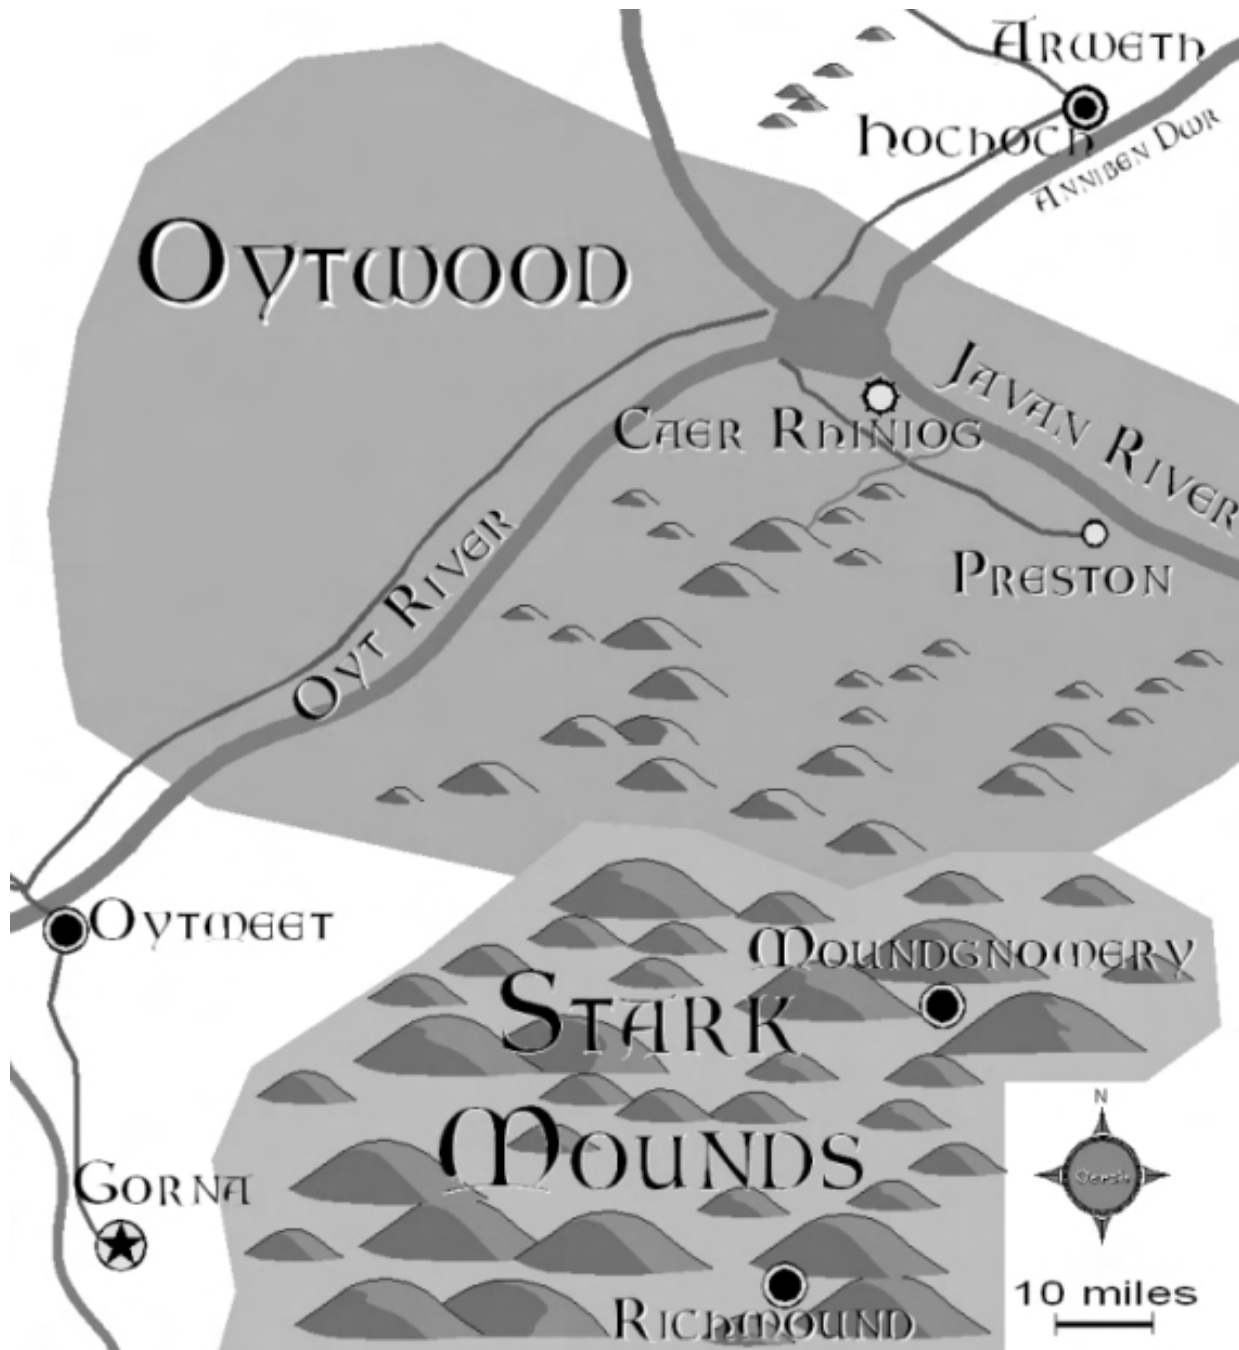 Arweth
Hochoch
Anniben Dwr
Oytwood
Javan River
Caer Rhiniog
Oyt River
Preston
Oytmeet
Moundgnomery
Stark
Mounds
N
Gorna
10 miles
Richmound